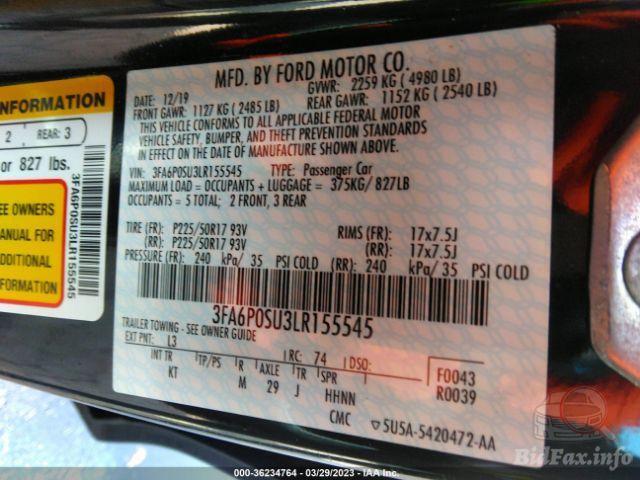 MFD. BY FORD MOTOR CO.
12/19 GVWR: 2259 KG ( 4980 LB)
FRONT GAWR: 1127 KG ( 2485 LB) REAR GAWR: 1152 KG ( 2540 LB)
THIS VEHICLE CONFORMS TO ALL APPLICABLE FEDERAL MOTOR
VEHICLE SAFETY, BUMPER, AND THEFT PREVENTION STANDARDS
IN EFFECT ON THE DATE OF MANUFACTURE SHOWN ABOVE.
VIN: 3FA6P0SU3LR155545 TYPE: Passenger Car
MAXIMUM LOAD = OCCUPANTS + LUGGAGE = 375KG/827LB
OCCUPANTS = 5 TOTAL; 2 FRONT, 3 REAR
TIRE (FR): P225/50R17 93V RIMS (FR): 17x7.5J
(RR): P225/50R17 93V (RR): 17x7.5J
PRESSURE (FR): 240 kPa/ 35 PSI COLD (RR): 240 kPa/ 35 PSI COLD
3FA6P0SU3LR155545
TRAILER TOWING - SEE OWNER GUIDE
EXT PNT: L3 RC: 74 DSO:
INT TR TP/PS R AXLE TR SPR
KT M 29 J HHNN
F0043
R0039
CMC 5U5A-5420472-AA
INFORMATION
2 REAR: 3
or 827 lbs.
EE OWNERS
ANUAL FOR
ADDITIONAL
FORMATION
3FA6P0SU3LR155545
000-36234764 - 03/29/2023 - IAA Inc.
BidFax.info